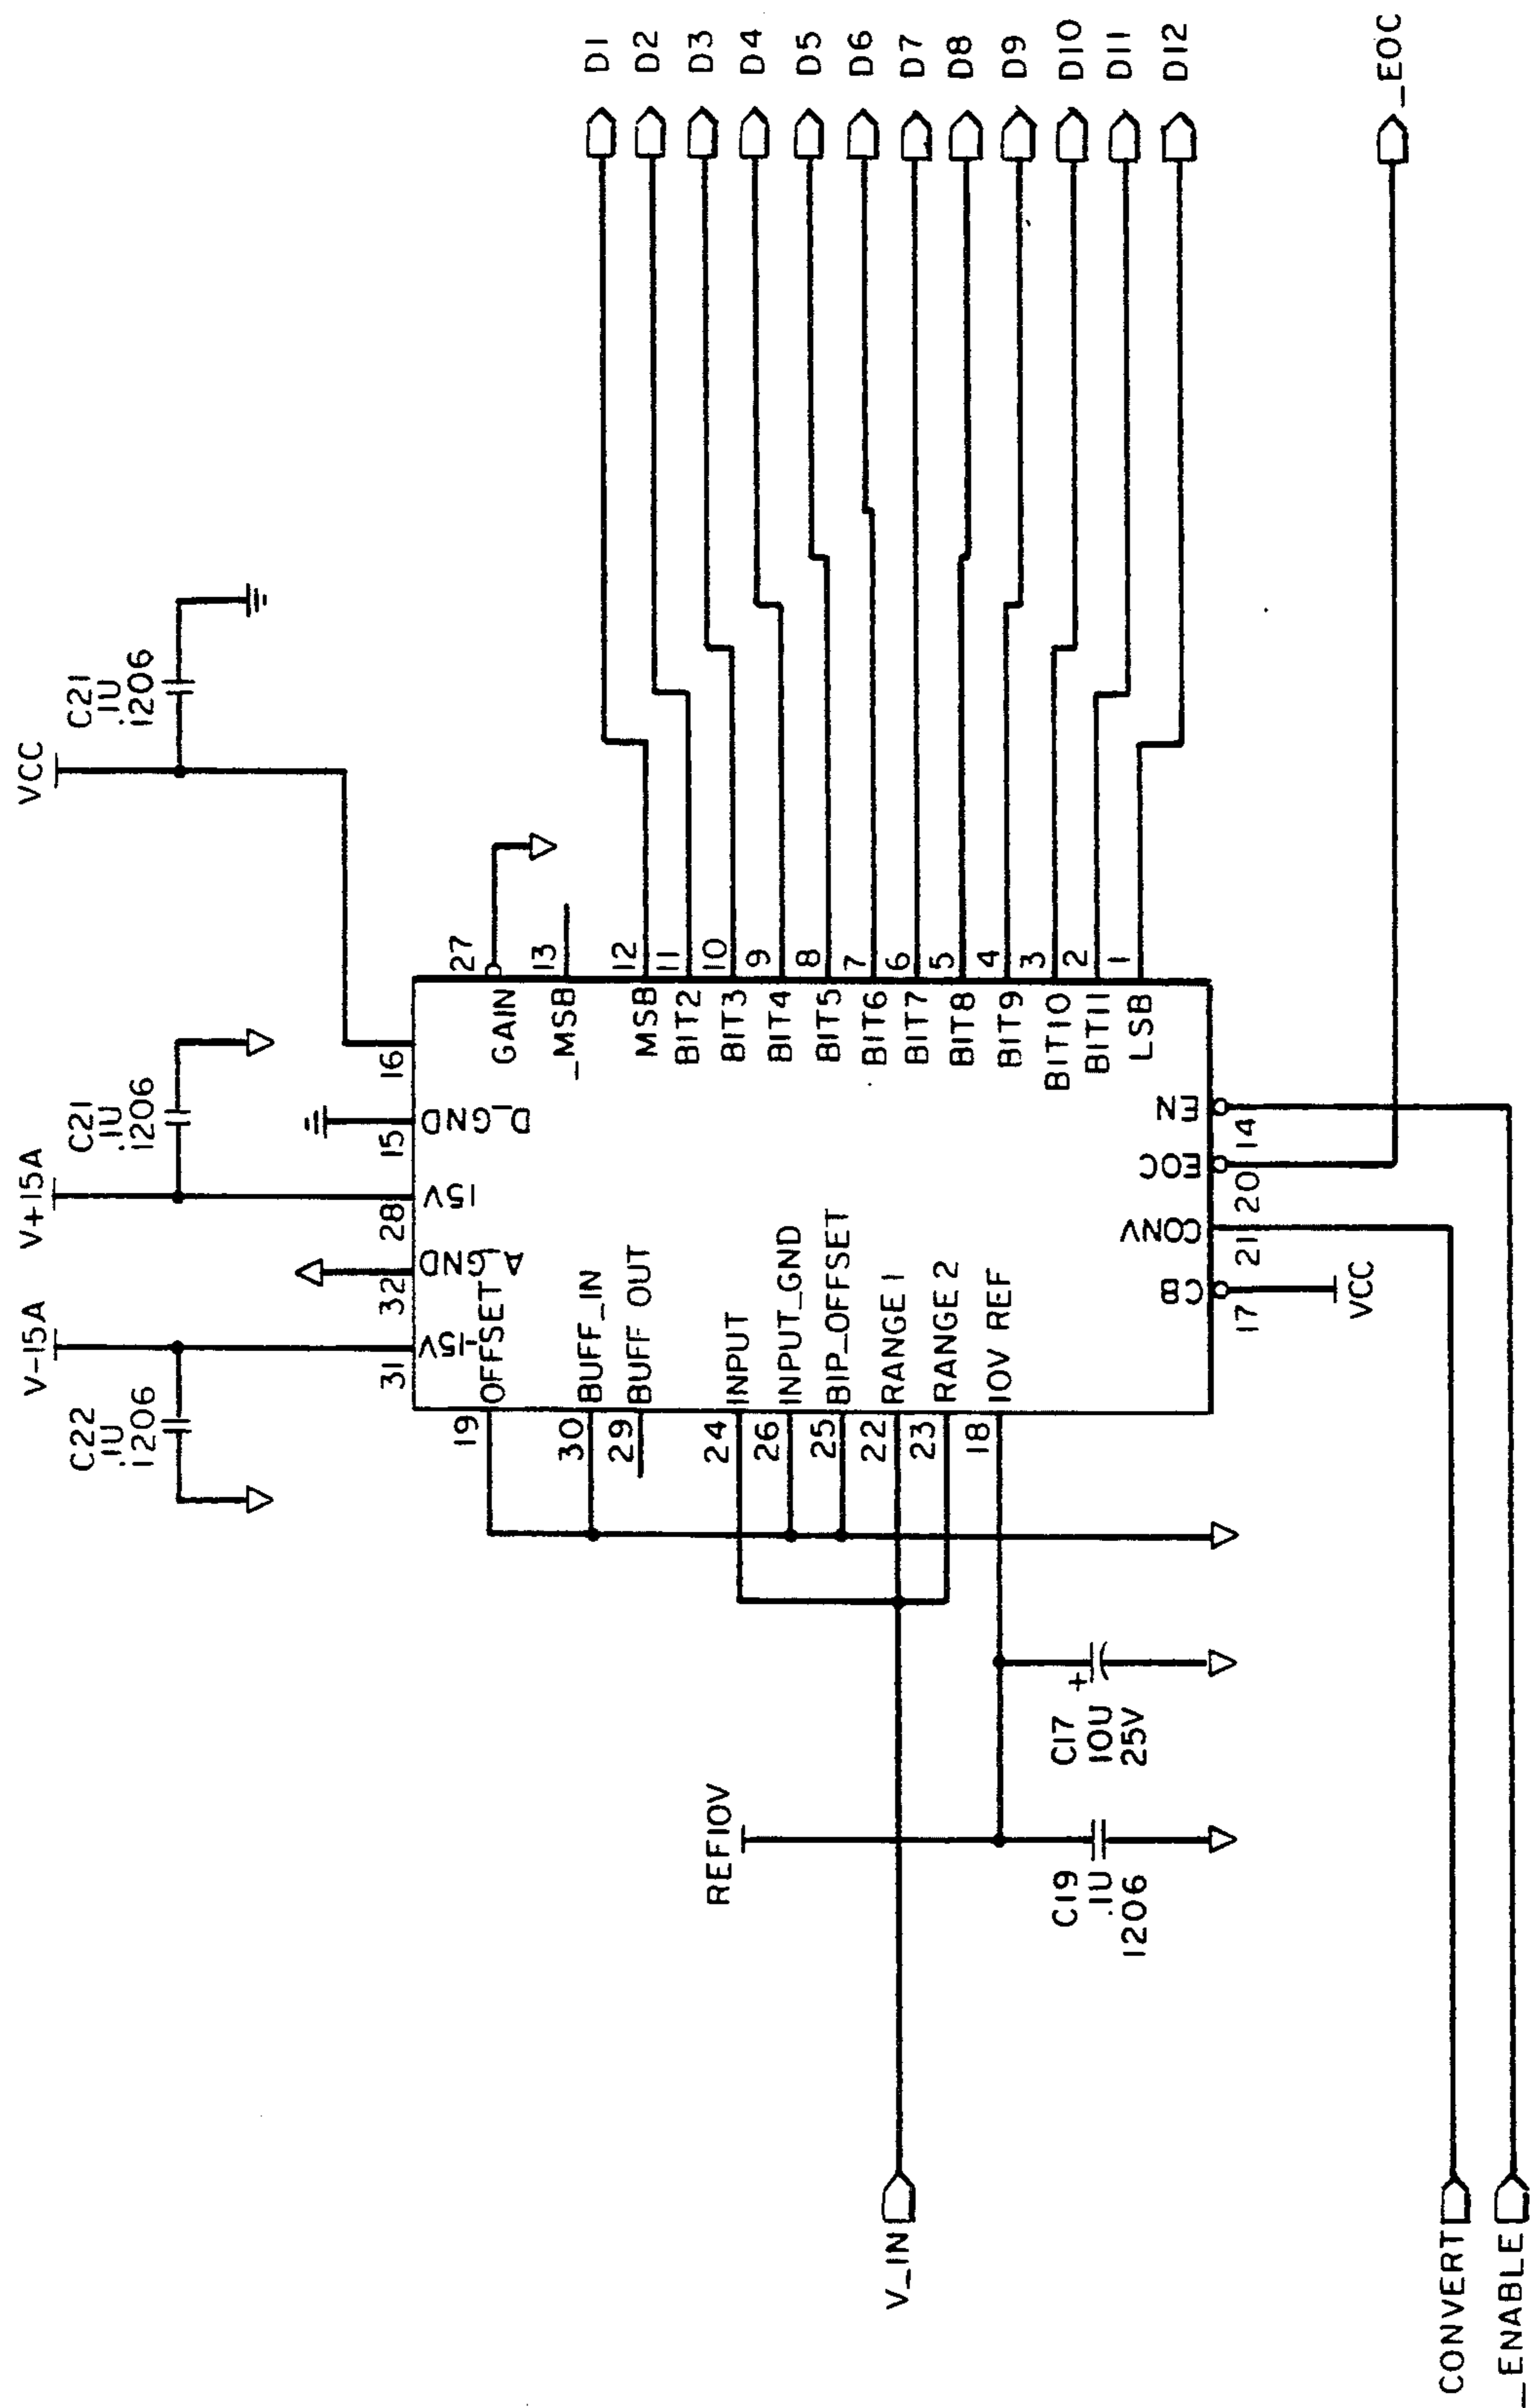 V-15A
V+15A
VCC
C22
.1U
1206
C21
.1U
1206
C21
.1U
1206
31
32
28
15
16
-15V
A_GND
15V
D_GND
19
OFFSET
30
BUFF_IN
29
BUFF OUT
24
INPUT
26
INPUT_GND
25
BIP_OFFSET
22
RANGE 1
23
RANGE 2
18
10V REF
GAIN
27
_MSB
13
MSB
12
BIT2
11
BIT3
10
BIT4
9
BIT5
8
BIT6
7
BIT7
6
BIT8
5
BIT9
4
BIT10
3
BIT11
2
LSB
1
CB
CONV
EOC
EN
17
21
20
14
VCC
D1
D2
D3
D4
D5
D6
D7
D8
D9
D10
D11
D12
_EOC
REF10V
C19
.1U
1206
C17
10U
25V
+
V_IN
CONVERT
_ENABLE